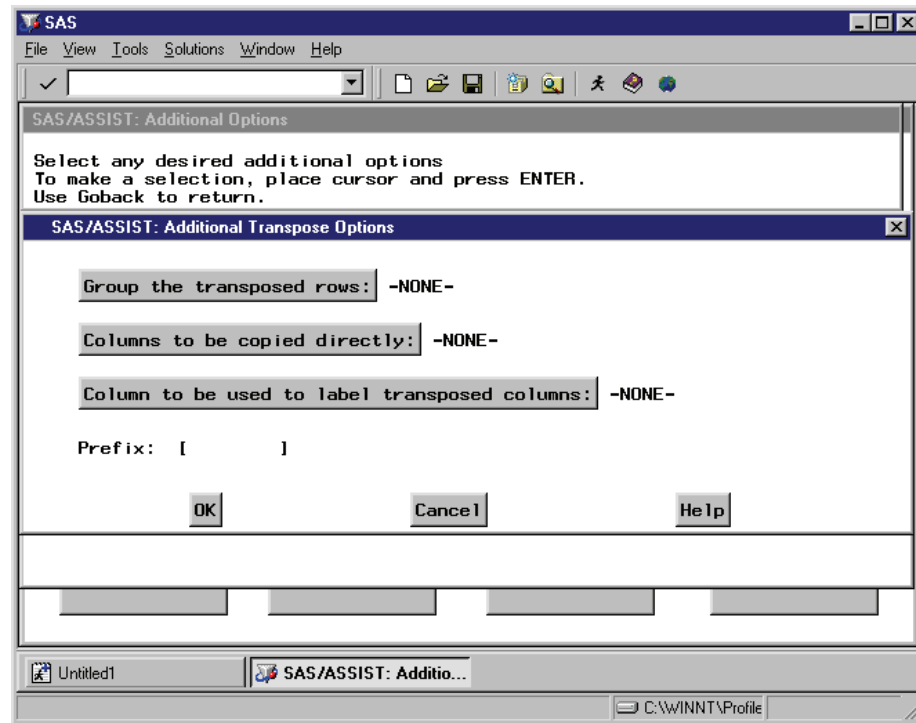 SAS
File View Tools Solutions Window Help
SAS/ASSIST: Additional Options
Select any desired additional options
To make a selection, place cursor and press ENTER.
Use Goback to return.
SAS/ASSIST: Additional Transpose Options
Group the transposed rows: -NONE-
Columns to be copied directly: -NONE-
Column to be used to label transposed columns: -NONE-
Prefix: [ ]
OK Cancel Help
Untitled1 SAS/ASSIST: Additio...
C:\WINNT\Profile